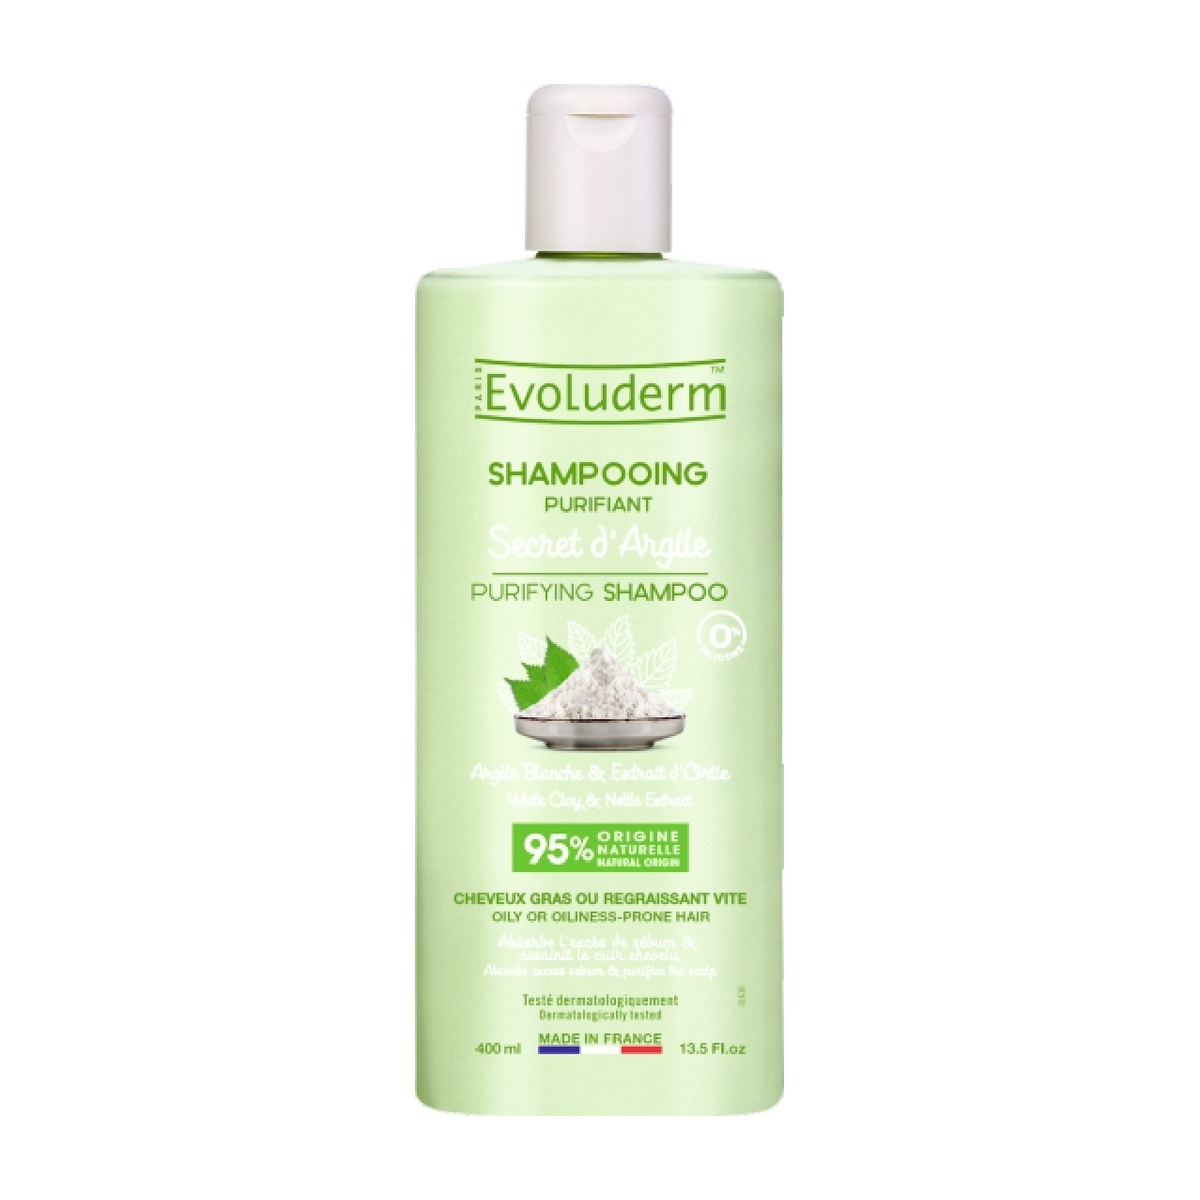 PARIS
Evoluderm™
SHAMPOOING
PURIFIANT
Secret d'Argile
PURIFYING SHAMPOO
0%
SILICONE
Argile Blanche & Extrait d'Ortie
White Clay & Nettle Extract
95% ORIGINE
NATURELLE
NATURAL ORIGIN
CHEVEUX GRAS OU REGRAISSANT VITE
OILY OR OILINESS-PRONE HAIR
Absorbe l'excès de sébum &
assainit le cuir chevelu
Absorbs excess sebum & purifies the scalp
Testé dermatologiquement
Dermatologically tested
400 ml MADE IN FRANCE 13.5 Fl.oz